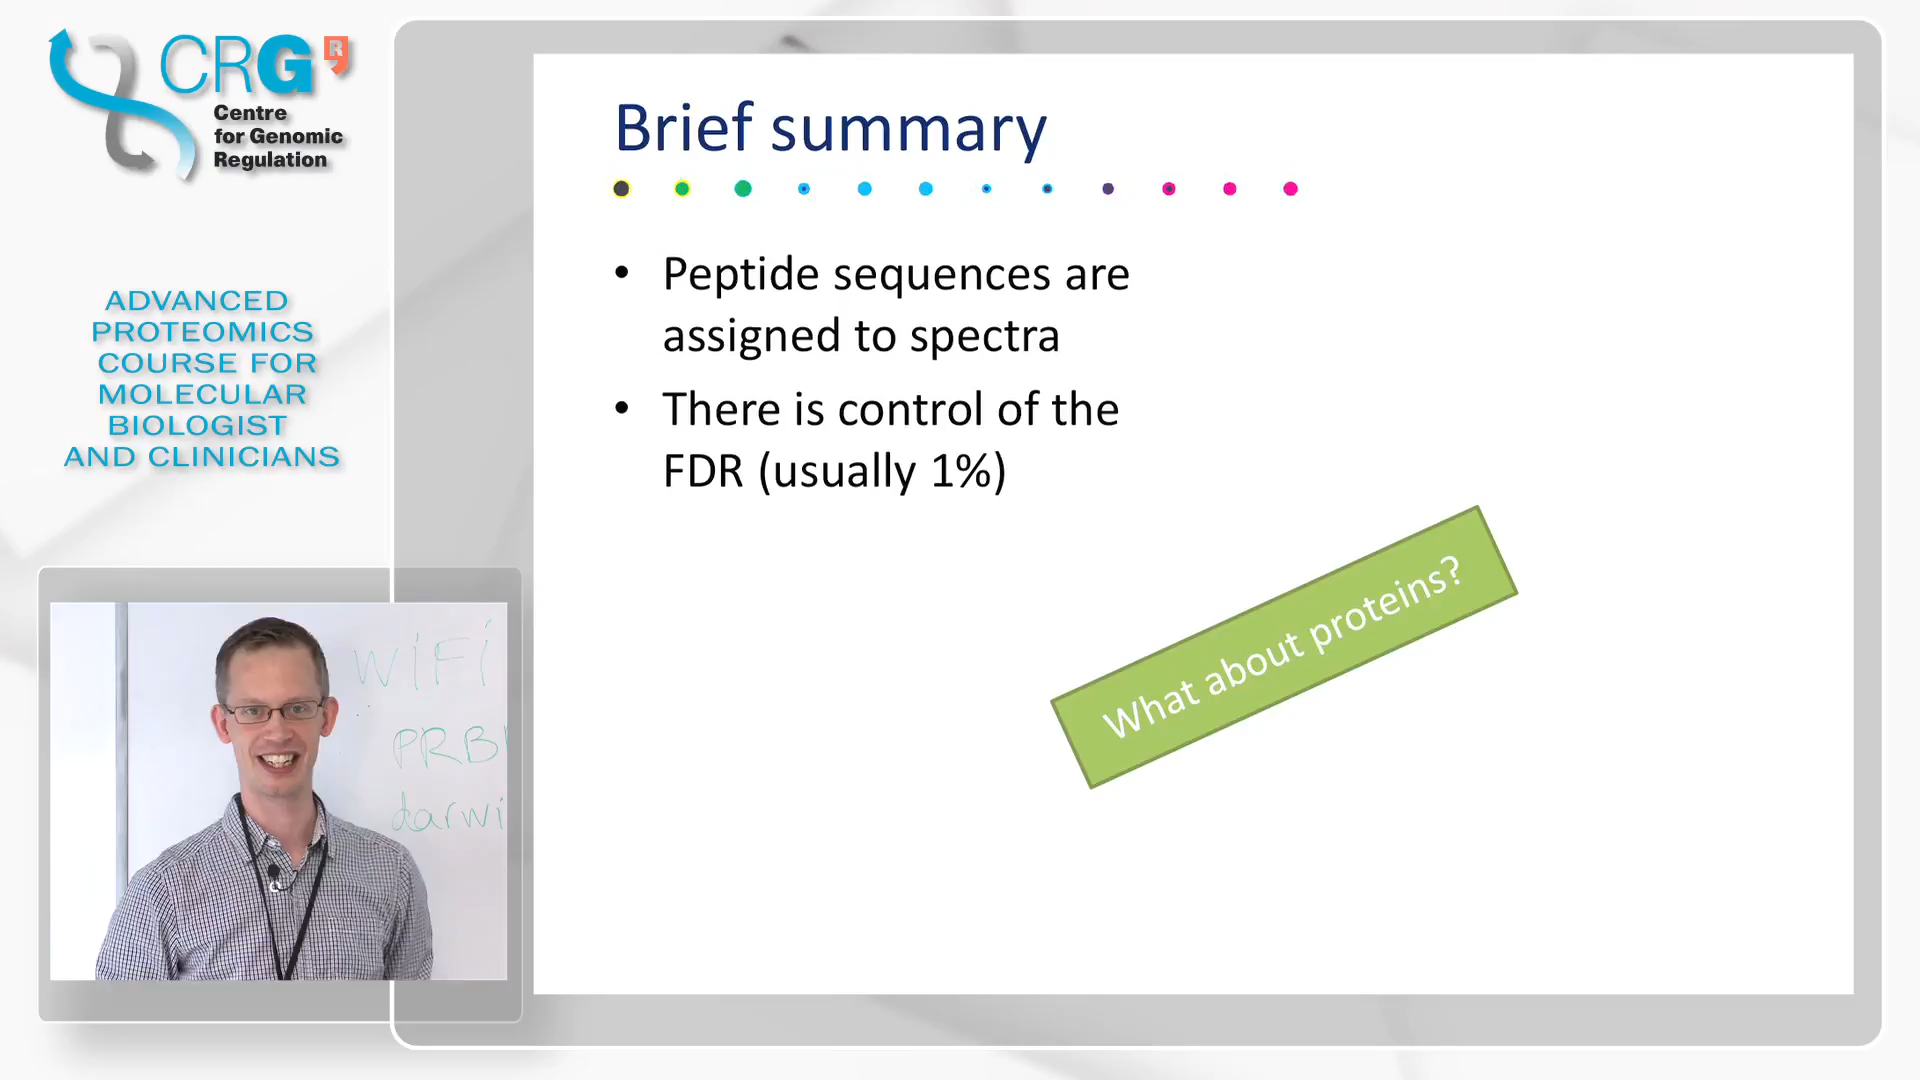 CRG
R
Centre
for Genomic
Regulation
ADVANCED
PROTEOMICS
COURSE FOR
MOLECULAR
BIOLOGIST
AND CLINICIANS
Brief summary
• Peptide sequences are
assigned to spectra
• There is control of the
FDR (usually 1%)
What about proteins?
WiFi
PRB
darwi